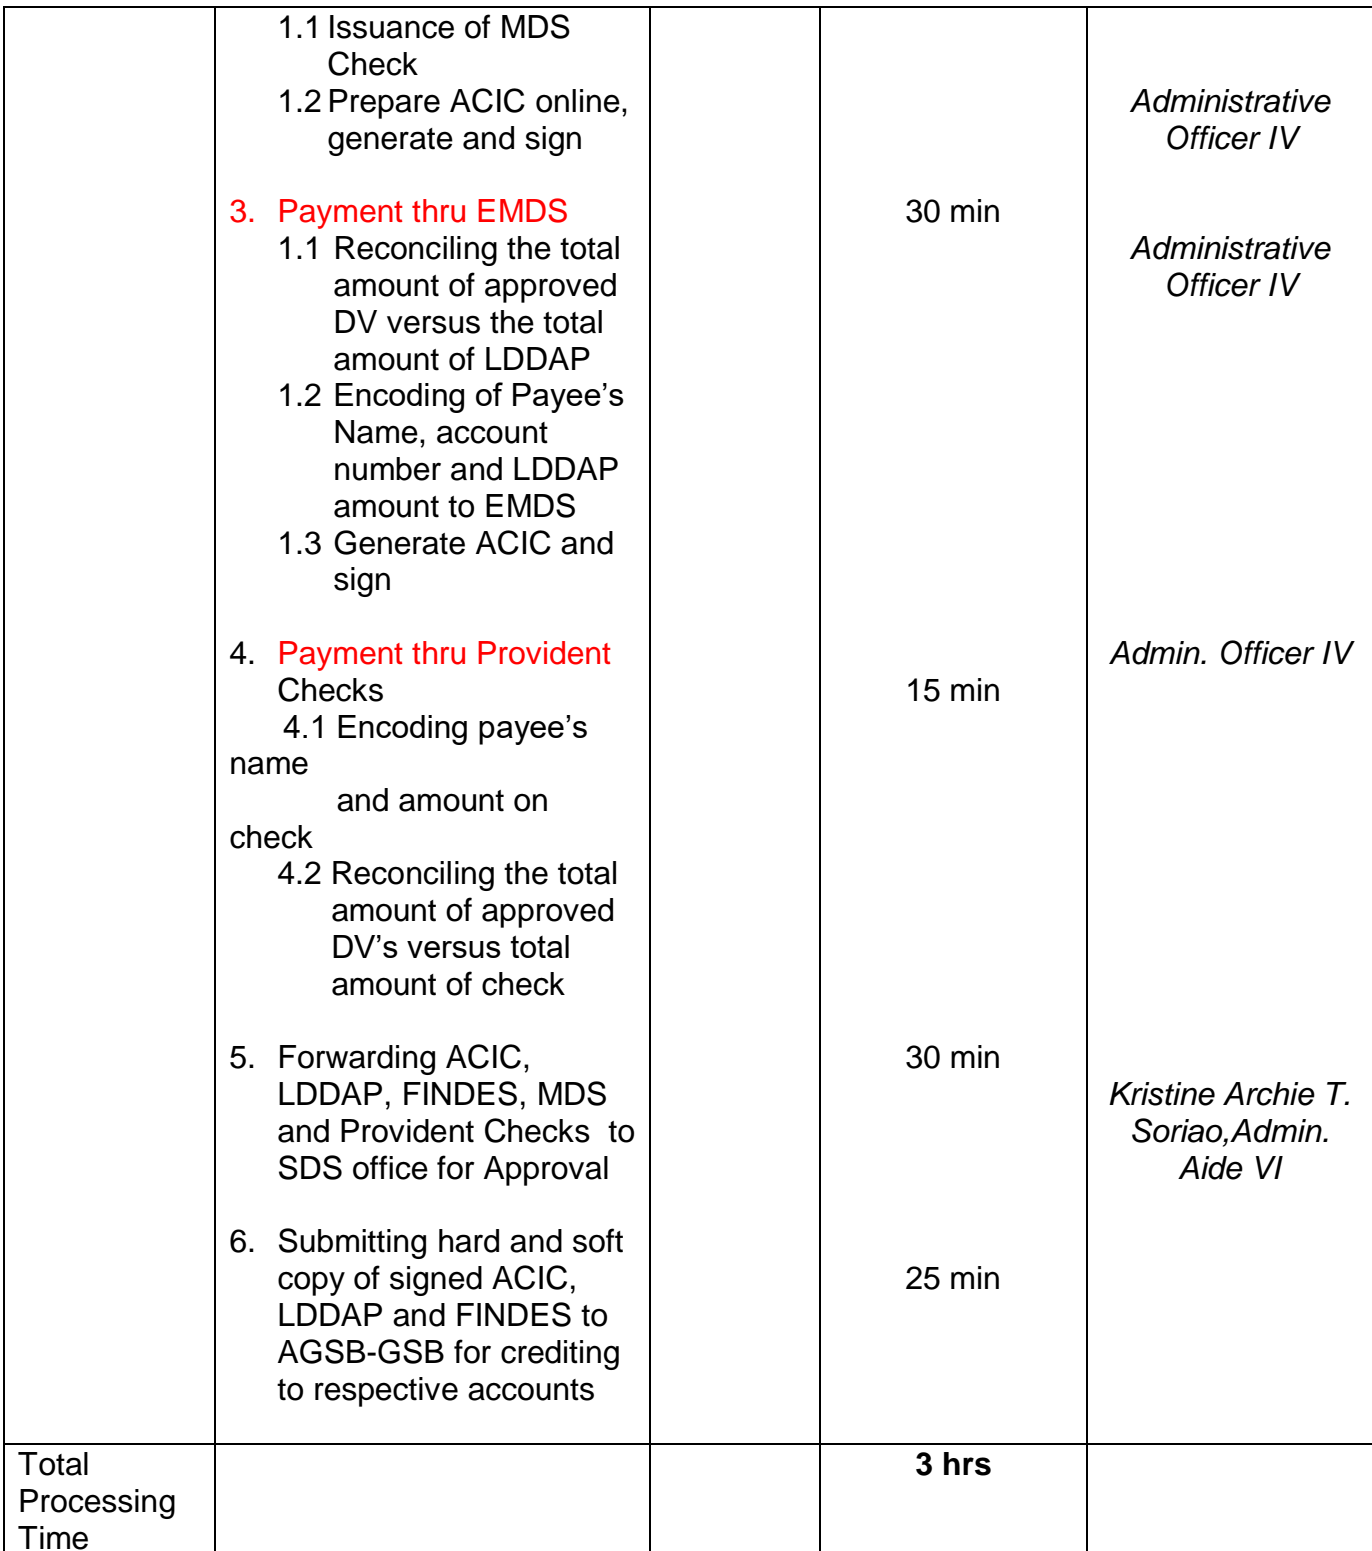 1.1 Issuance of MDS
Check
1.2 Prepare ACIC online,
generate and sign
Administrative
Officer IV
3. Payment thru EMDS
30 min
1.1 Reconciling the total
amount of approved
DV versus the total
amount of LDDAP
Administrative
Officer IV
1.2 Encoding of Payee’s
Name, account
number and LDDAP
amount to EMDS
1.3 Generate ACIC and
sign
4. Payment thru Provident
Checks
15 min
Admin. Officer IV
4.1 Encoding payee’s
name
and amount on
check
4.2 Reconciling the total
amount of approved
DV’s versus total
amount of check
5. Forwarding ACIC,
LDDAP, FINDES, MDS
and Provident Checks to
SDS office for Approval
30 min
Kristine Archie T.
Soriao,Admin.
Aide VI
6. Submitting hard and soft
copy of signed ACIC,
LDDAP and FINDES to
AGSB-GSB for crediting
to respective accounts
25 min
Total
Processing
Time
3 hrs